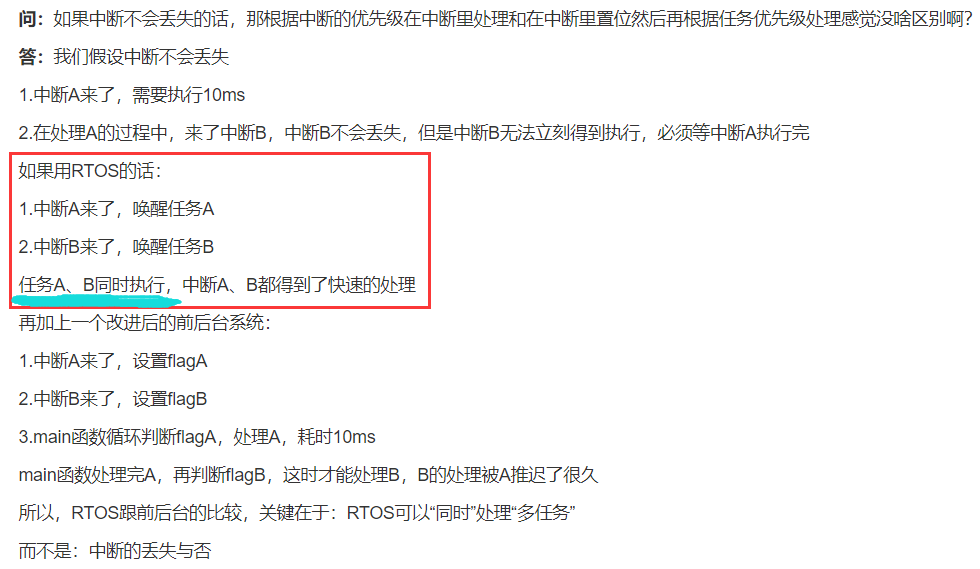 问：如果中断不会丢失的话，那根据中断的优先级在中断里处理和在中断里置位然后再根据任务优先级处理感觉没啥区别啊？
答：我们假设中断不会丢失
1.中断A来了，需要执行10ms
2.在处理A的过程中，来了中断B，中断B不会丢失，但是中断B无法立刻得到执行，必须等中断A执行完
如果用RTOS的话：
1.中断A来了，唤醒任务A
2.中断B来了，唤醒任务B
任务A、B同时执行，中断A、B都得到了快速的处理
再加上一个改进后的前后台系统：
1.中断A来了，设置flagA
2.中断B来了，设置flagB
3.main函数循环判断flagA，处理A，耗时10ms
main函数处理完A，再判断flagB，这时才能处理B，B的处理被A推迟了很久
所以，RTOS跟前后台的比较，关键在于：RTOS可以“同时”处理“多任务”
而不是：中断的丢失与否